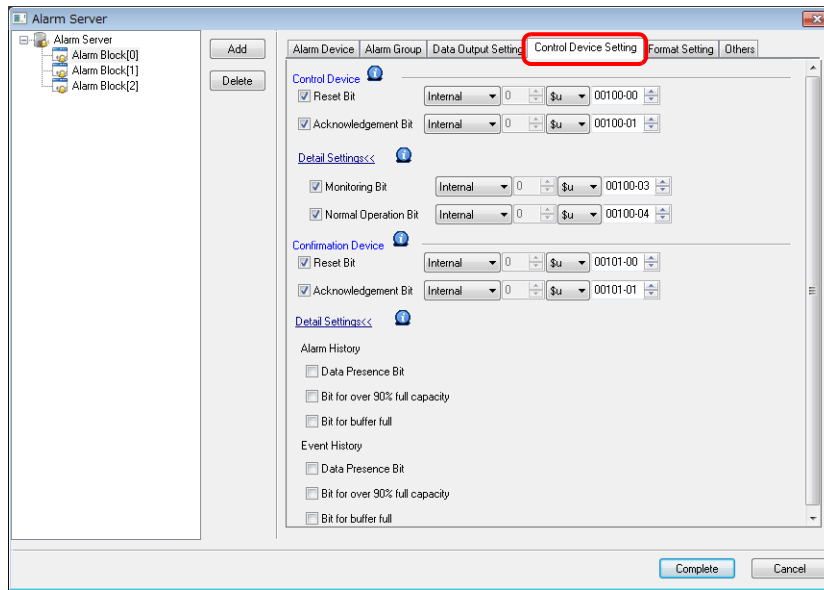 Alarm Server
Alarm Server
Alarm Block[0]
Alarm Block[1]
Alarm Block[2]
Add
Delete
Alarm Device Alarm Group Data Output Setting Control Device Setting Format Setting Others
Control Device
Reset Bit Internal 0 $u 00100-00
Acknowledgement Bit Internal 0 $u 00100-01
Detail Settings<<
Monitoring Bit Internal 0 $u 00100-03
Normal Operation Bit Internal 0 $u 00100-04
Confirmation Device
Reset Bit Internal 0 $u 00101-00
Acknowledgement Bit Internal 0 $u 00101-01
Detail Settings<<
Alarm History
Data Presence Bit
Bit for over 90% full capacity
Bit for buffer full
Event History
Data Presence Bit
Bit for over 90% full capacity
Bit for buffer full
Complete Cancel